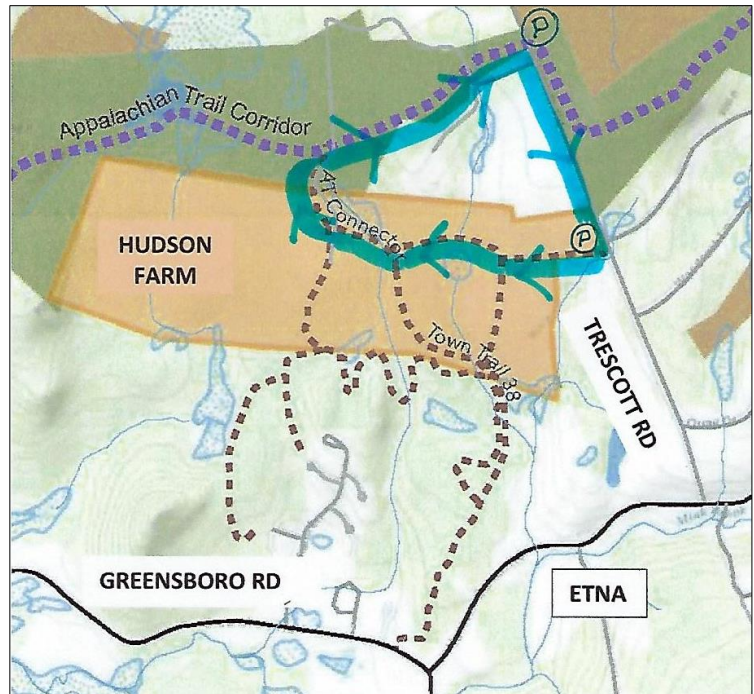 P
Appalachian Trail Corridor
AT Connector
P
HUDSON
FARM
Town Trail 38
TRESCOTT RD
GREENSBORO RD
ETNA